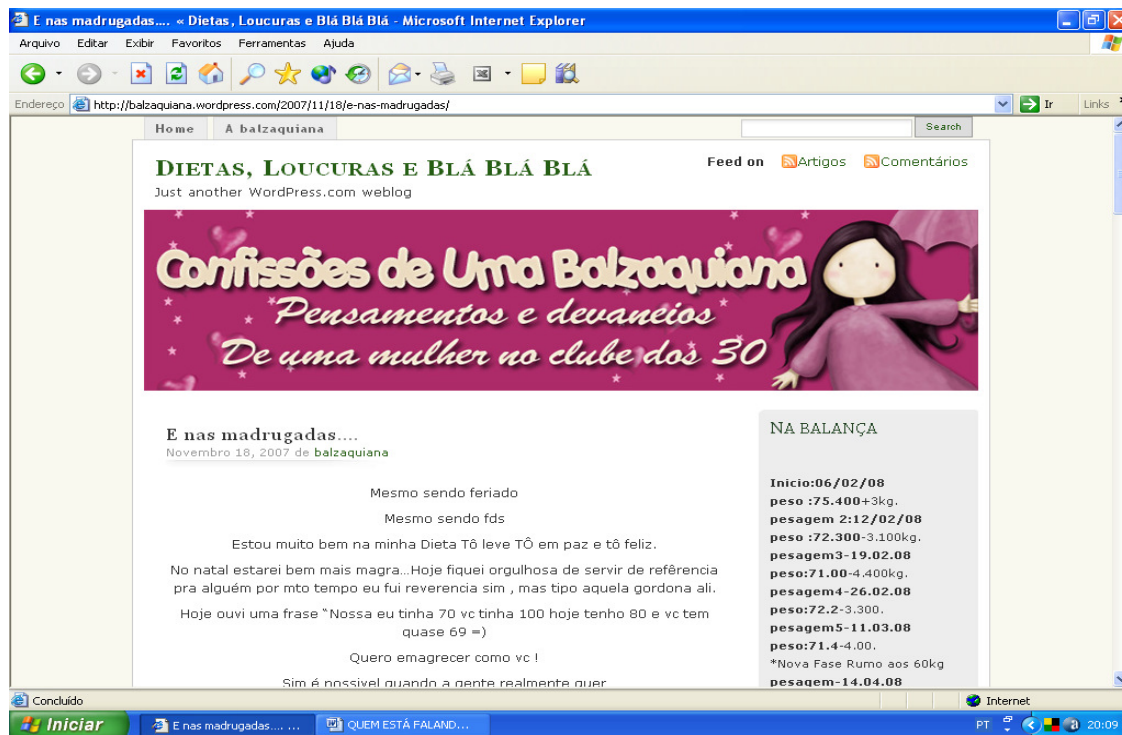 E nas madrugadas.... « Dietas, Loucuras e Blá Blá Blá - Microsoft Internet Explorer
Arquivo Editar Exibir Favoritos Ferramentas Ajuda
Endereço http://balzaquiana.wordpress.com/2007/11/18/e-nas-madrugadas/ Ir Links
Home A balzaquiana Search
DIETAS, LOUCURAS E BLÁ BLÁ BLÁ
Feed on Artigos Comentários
Just another WordPress.com weblog
Confissões de Uma Balzaquiana
Pensamentos e devaneios
De uma mulher no clube dos 30
E nas madrugadas....
Novembro 18, 2007 de balzaquiana
Mesmo sendo feriado
Mesmo sendo fds
Estou muito bem na minha Dieta Tô leve TÔ em paz e tô feliz.
No natal estarei bem mais magra...Hoje fiquei orgulhosa de servir de refêrencia
pra alguém por mto tempo eu fui reverencia sim , mas tipo aquela gordona ali.
Hoje ouvi uma frase "Nossa eu tinha 70 vc tinha 100 hoje tenho 80 e vc tem
quase 69 =)
Quero emagrecer como vc !
Sim é possivel quando a gente realmente quer
NA BALANÇA
Inicio:06/02/08
peso :75.400+3kg.
pesagem 2:12/02/08
peso :72.300-3.100kg.
pesagem3-19.02.08
peso:71.00-4.400kg.
pesagem4-26.02.08
peso:72.2-3.300.
pesagem5-11.03.08
peso:71.4-4.00.
*Nova Fase Rumo aos 60kg
pesagem-14.04.08
Concluído Internet
Iniciar E nas madrugadas.... ... QUEM ESTÁ FALAND... PT 20:09